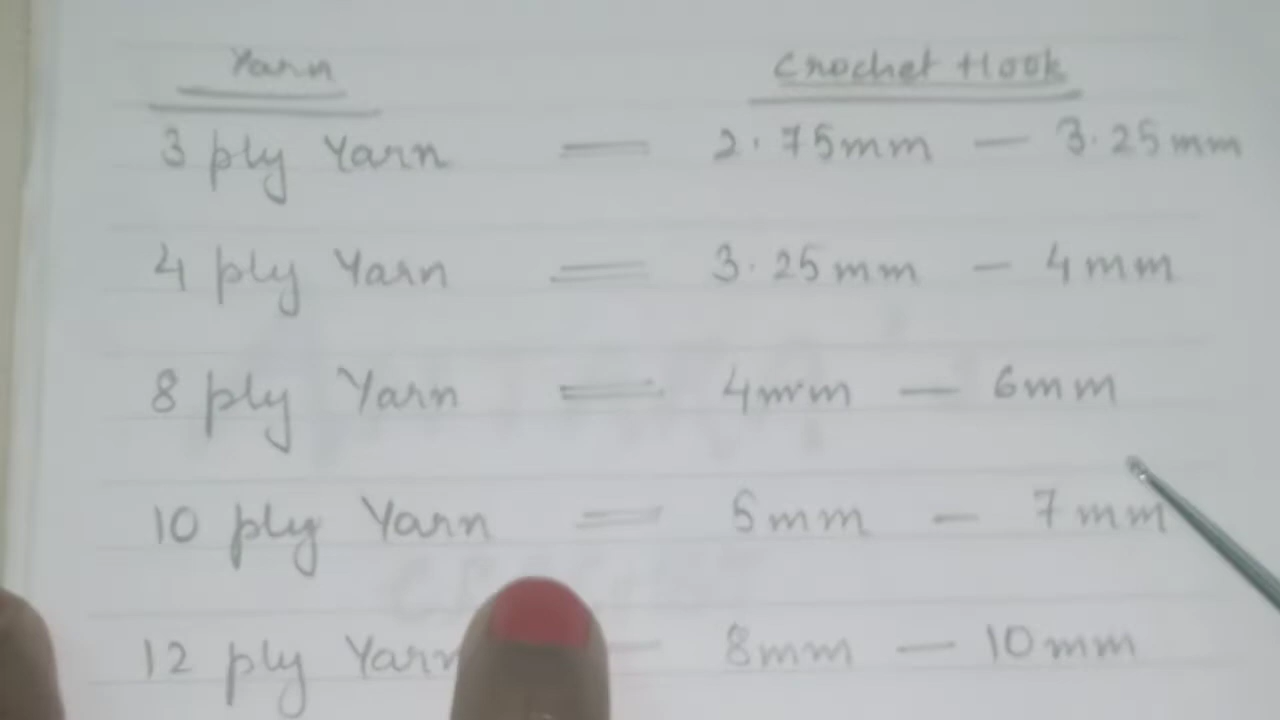 Yarn Crochet Hook
3 ply Yarn = 2.75mm - 3.25mm
4 ply Yarn = 3.25mm - 4mm
8 ply Yarn = 4mm - 6mm
10 ply Yarn = 5mm - 7mm
12 ply Yarn = 8mm - 10mm